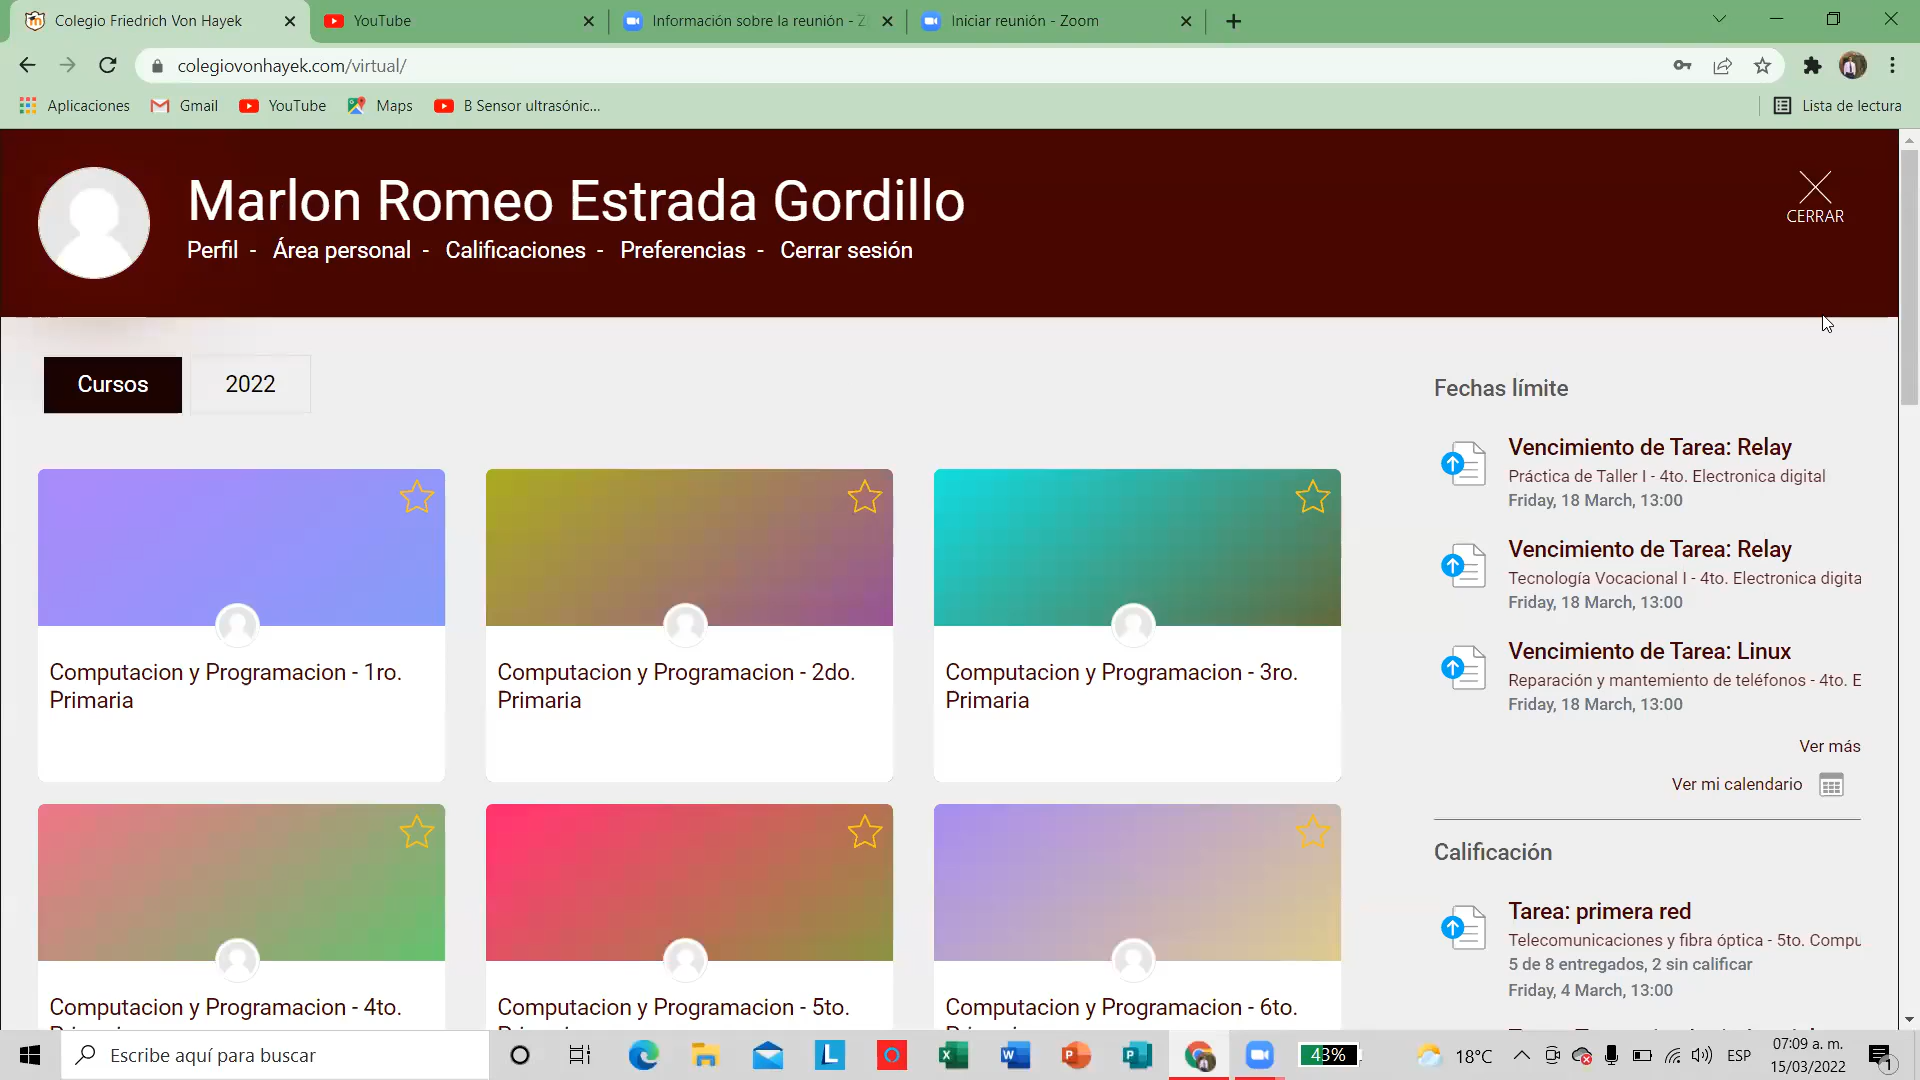 Colegio Friedrich Von Hayek
YouTube
Información sobre la reunión - Z
Iniciar reunión - Zoom
colegiovonhayek.com/virtual/
Aplicaciones
Gmail
YouTube
Maps
B Sensor ultrasónic...
Lista de lectura
Marlon Romeo Estrada Gordillo
Perfil - Área personal - Calificaciones - Preferencias - Cerrar sesión
CERRAR
Cursos
2022
Computacion y Programacion - 1ro.
Primaria
Computacion y Programacion - 2do.
Primaria
Computacion y Programacion - 3ro.
Primaria
Computacion y Programacion - 4to.
Computacion y Programacion - 5to.
Computacion y Programacion - 6to.
Fechas límite
Vencimiento de Tarea: Relay
Práctica de Taller I - 4to. Electronica digital
Friday, 18 March, 13:00
Vencimiento de Tarea: Relay
Tecnología Vocacional I - 4to. Electronica digita
Friday, 18 March, 13:00
Vencimiento de Tarea: Linux
Reparación y mantemiento de teléfonos - 4to. E
Friday, 18 March, 13:00
Ver más
Ver mi calendario
Calificación
Tarea: primera red
Telecomunicaciones y fibra óptica - 5to. Compu
5 de 8 entregados, 2 sin calificar
Friday, 4 March, 13:00
Escribe aquí para buscar
43%
18°C
ESP
07:09 a. m.
15/03/2022
1